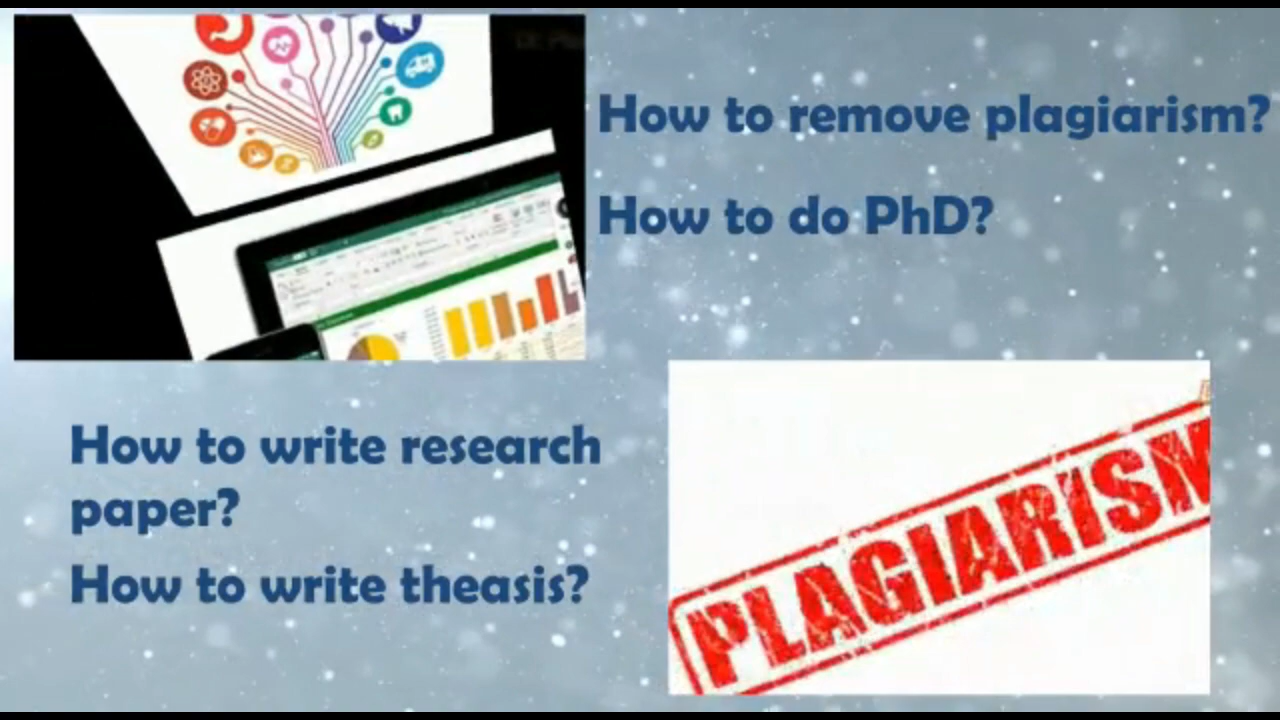 How to remove plagiarism?
How to do PhD?
How to write research
paper?
How to write theasis?
PLAGIARISM